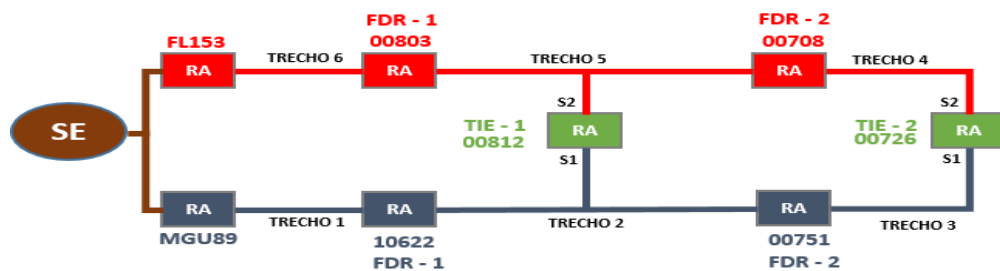 FDR - 1
00803
FDR - 2
00708
FL153
RA
TRECHO 6
RA
TRECHO 5
RA
TRECHO 4
SE
S2
TIE - 1
00812
RA
S1
S2
TIE - 2
00726
RA
S1
RA
MGU89
TRECHO 1
RA
10622
FDR - 1
TRECHO 2
RA
00751
FDR - 2
TRECHO 3